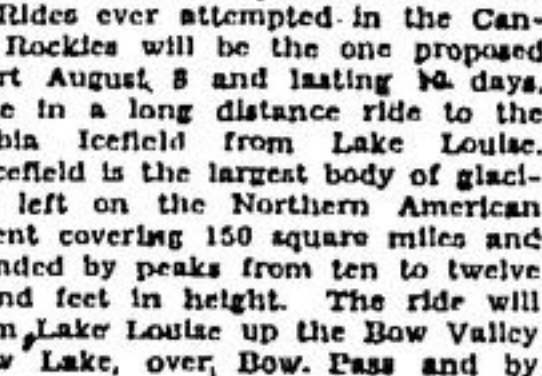 Rides ever attempted in the Can-
Rockies will be the one proposed
rt August 8 and lasting days,
e in a long distance ride to the
bia Icefield from Lake Louise.
cefield is the largest body of glaci-
left on the Northern American
ent covering 150 square miles and
nded by peaks from ten to twelve
nd feet in height. The ride will
m Lake Louise up the Bow Valley
w Lake, over Bow. Pass and by